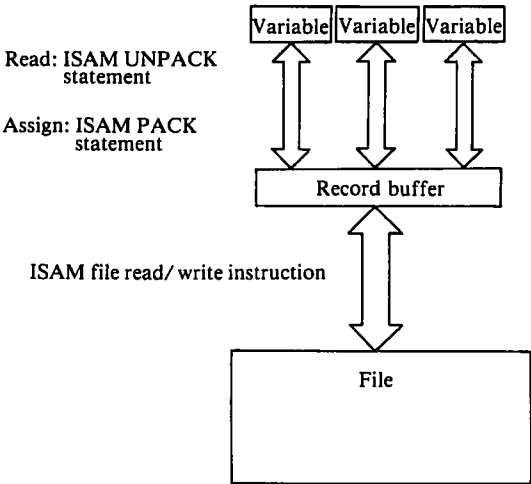 Variable Variable Variable
Read: ISAM UNPACK
statement
Assign: ISAM PACK
statement
Record buffer
ISAM file read/write instruction
File